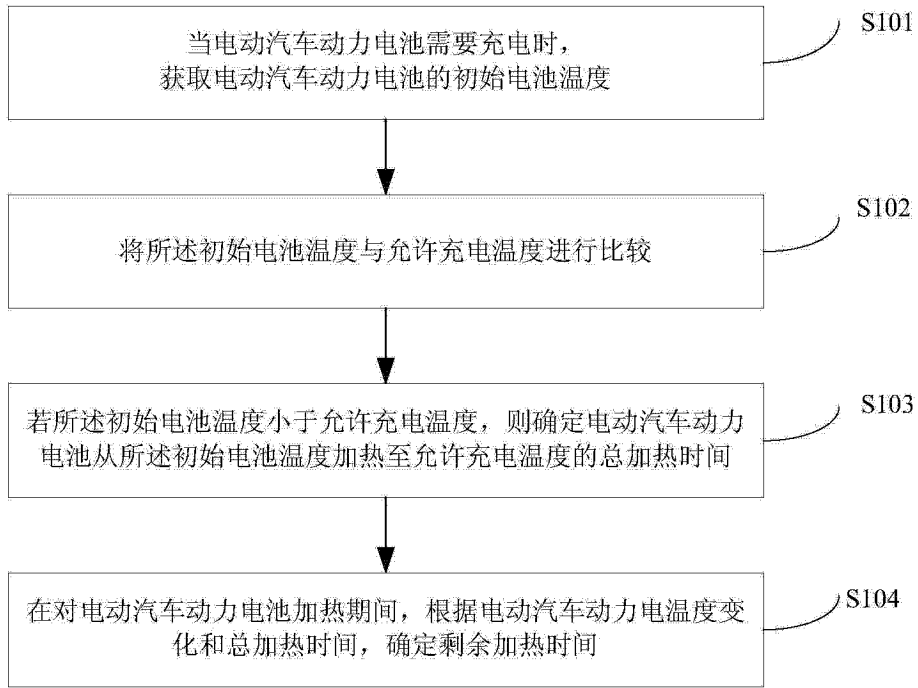 当电动汽车动力电池需要充电时，
获取电动汽车动力电池的初始电池温度
S101
将所述初始电池温度与允许充电温度进行比较
S102
若所述初始电池温度小于允许充电温度，则确定电动汽车动力
电池从所述初始电池温度加热至允许充电温度的总加热时间
S103
在对电动汽车动力电池加热期间，根据电动汽车动力电温度变
化和总加热时间，确定剩余加热时间
S104